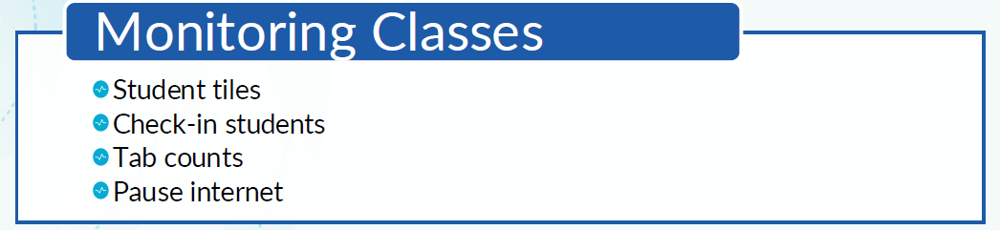 Monitoring Classes
Student tiles
Check-in students
Tab counts
Pause internet